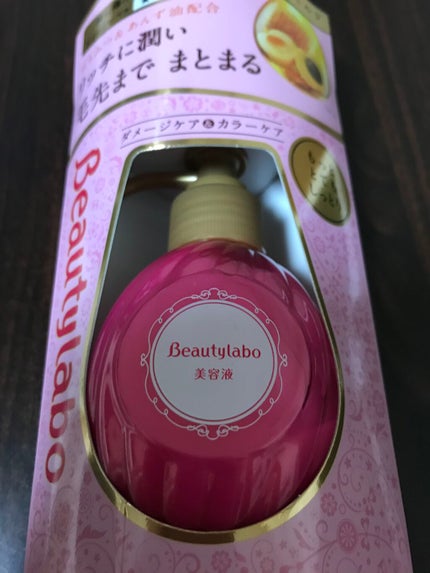 あんず油配合
リッチに潤い
毛先まで まとまる
ダメージケア&カラーケア
Beautylabo
Beautylabo
美容液